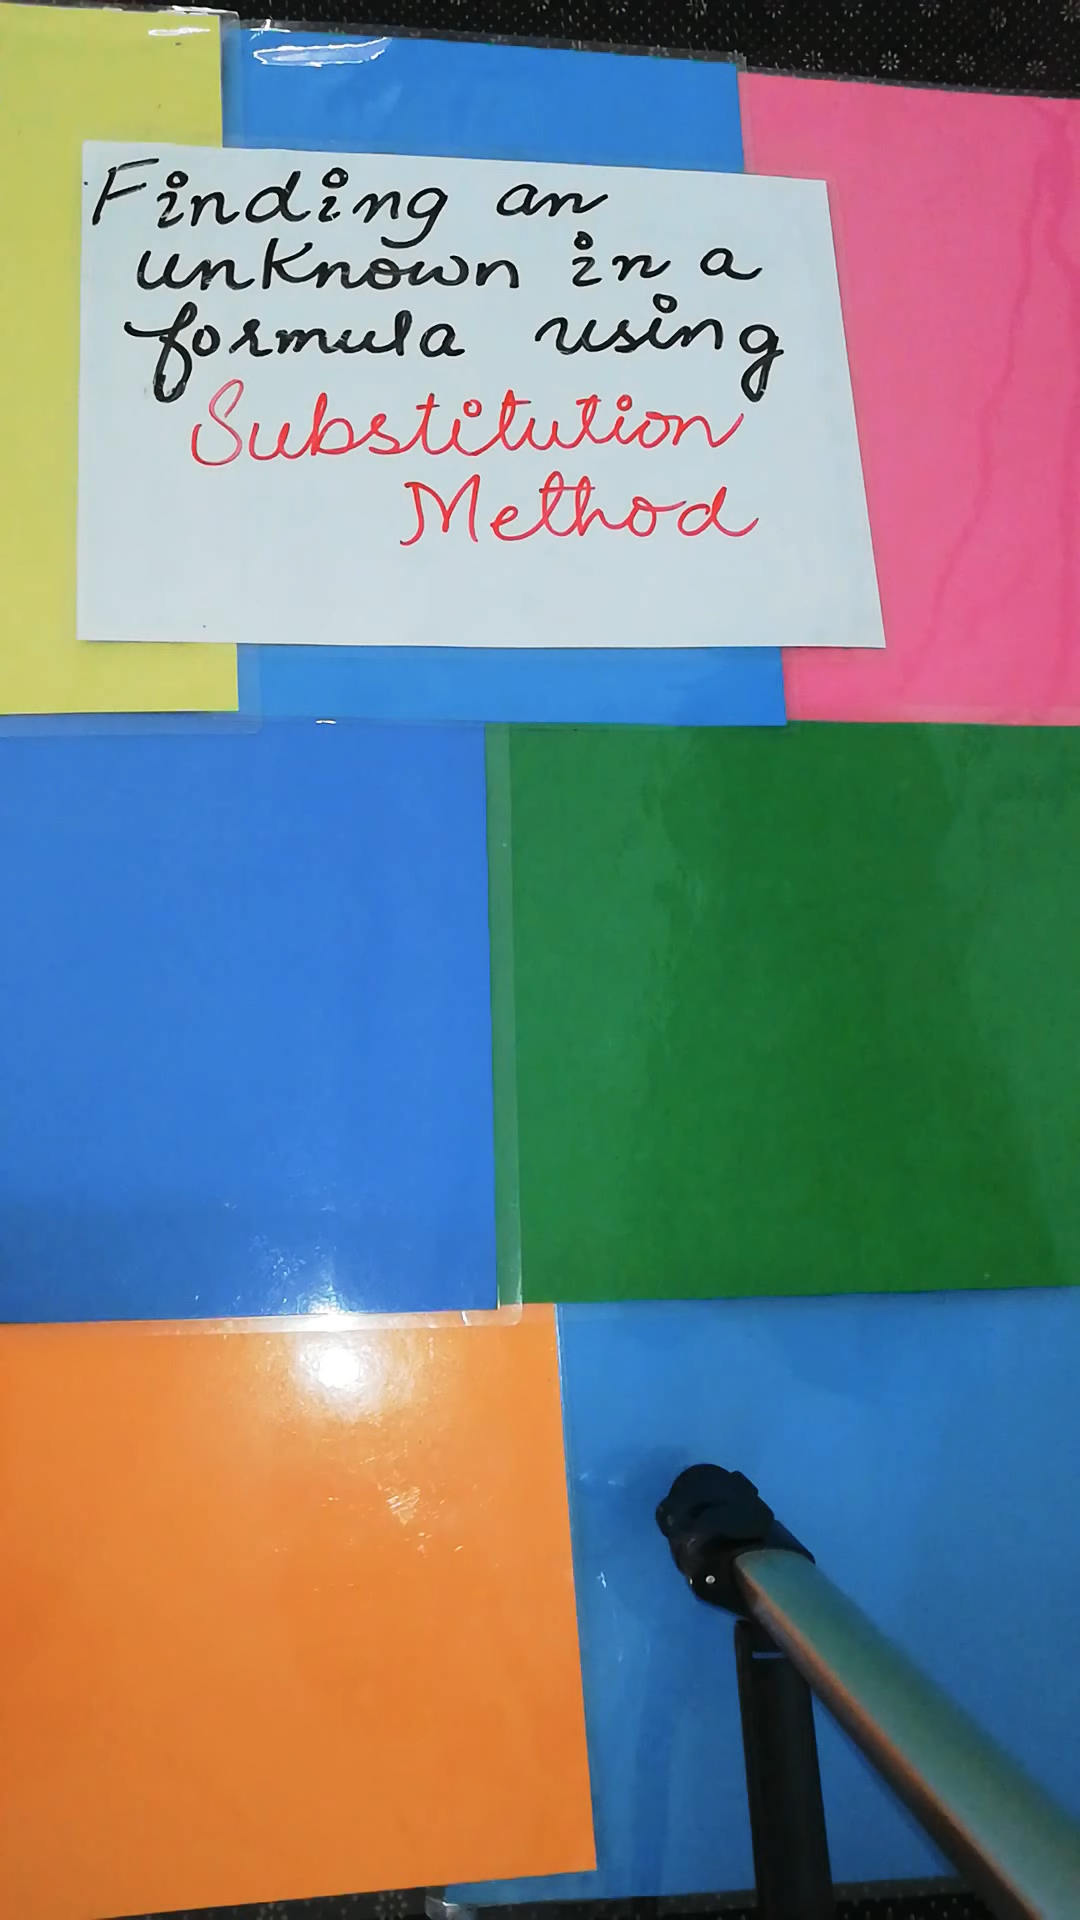 Finding an
unknown in a
formula using
Substitution
Method